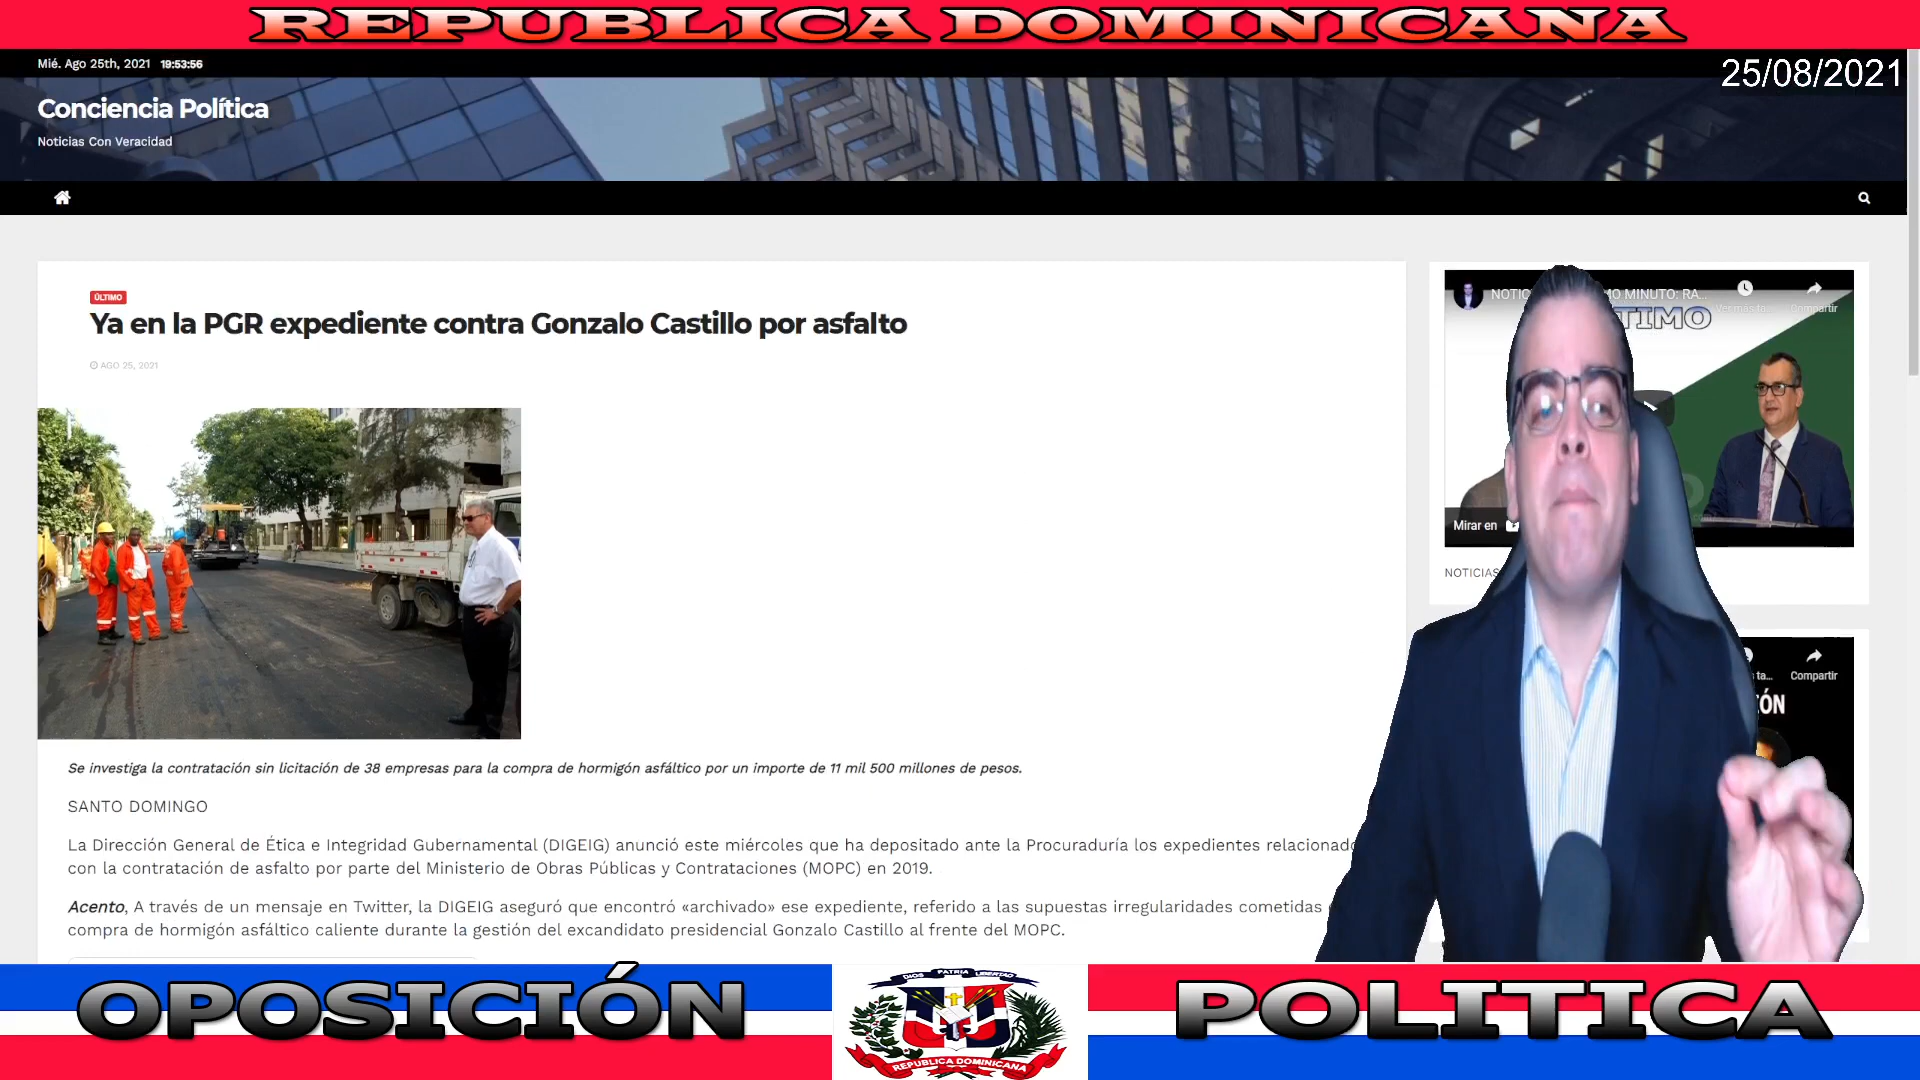 REPUBLICA DOMINICANA
Mié. Ago 25th, 2021 19:53:56
25/08/2021
Conciencia Política
Noticias Con Veracidad
ÚLTIMO
Ya en la PGR expediente contra Gonzalo Castillo por asfalto
AGO 25, 2021
MINUTO: RA...
Compartir
TIMO
Mirar en
NOTICIAS
Compartir
Se investiga la contratación sin licitación de 38 empresas para la compra de hormigón asfáltico por un importe de 11 mil 500 millones de pesos.
SANTO DOMINGO
La Dirección General de Ética e Integridad Gubernamental (DIGEIG) anunció este miércoles que ha depositado ante la Procuraduría los expedientes relacionado
con la contratación de asfalto por parte del Ministerio de Obras Públicas y Contrataciones (MOPC) en 2019.
Acento, A través de un mensaje en Twitter, la DIGEIG aseguró que encontró «archivado» ese expediente, referido a las supuestas irregularidades cometidas
compra de hormigón asfáltico caliente durante la gestión del excandidato presidencial Gonzalo Castillo al frente del MOPC.
OPOSICIÓN
DIOS PATRIA LIBERTAD
REPUBLICA DOMINICANA
POLITICA